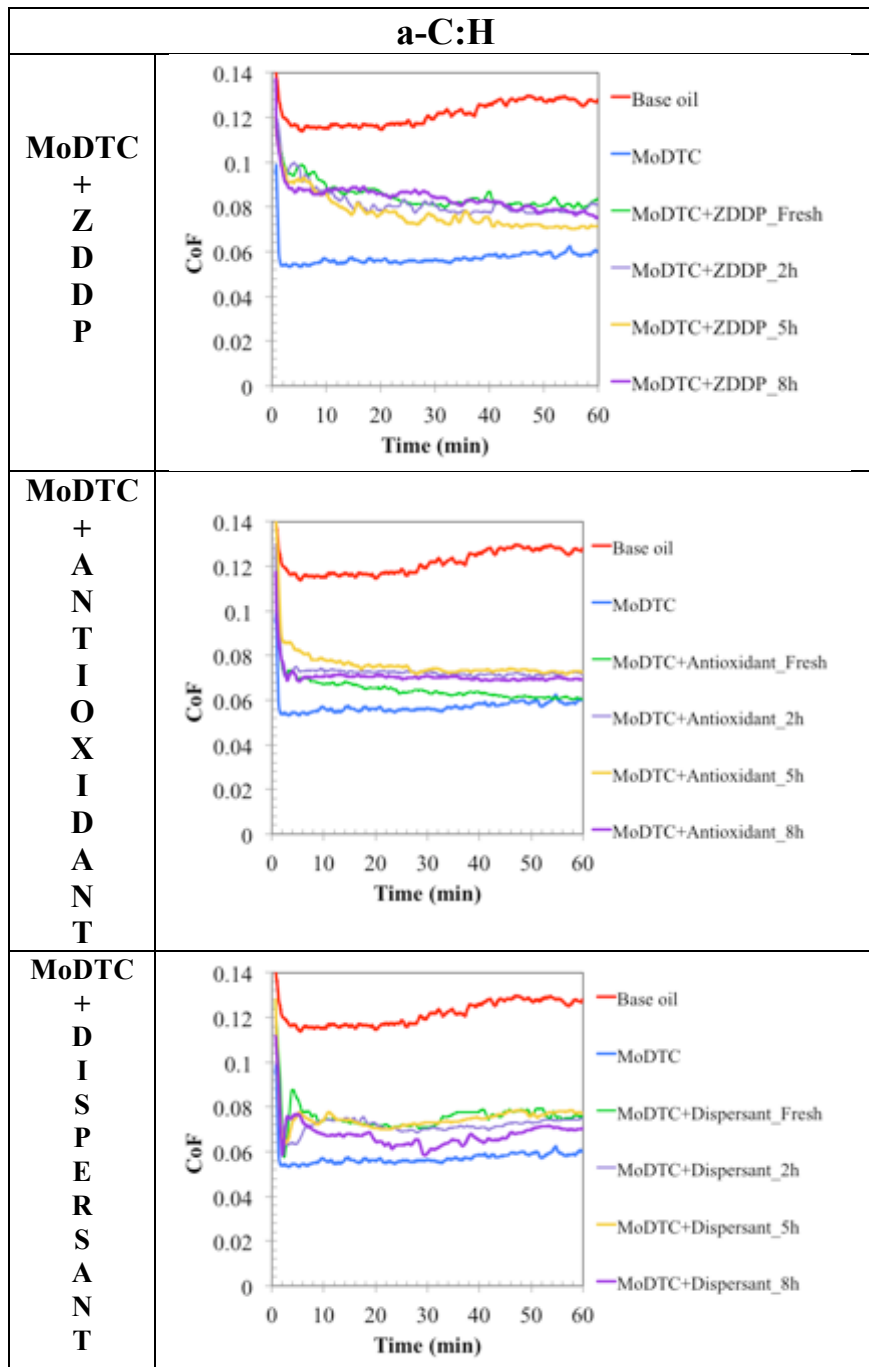 a-C:H
MoDTC
+
Z
D
D
P
0.14
0.12
0.1
0.08
0.06
0.04
0.02
0
CoF
0 10 20 30 40 50 60
Time (min)
Base oil
MoDTC
MoDTC+ZDDP_Fresh
MoDTC+ZDDP_2h
MoDTC+ZDDP_5h
MoDTC+ZDDP_8h
MoDTC
+
A
N
T
I
O
X
I
D
A
N
T
0.14
0.12
0.1
0.08
0.06
0.04
0.02
0
CoF
0 10 20 30 40 50 60
Time (min)
Base oil
MoDTC
MoDTC+Antioxidant_Fresh
MoDTC+Antioxidant_2h
MoDTC+Antioxidant_5h
MoDTC+Antioxidant_8h
MoDTC
+
D
I
S
P
E
R
S
A
N
T
0.14
0.12
0.1
0.08
0.06
0.04
0.02
0
CoF
0 10 20 30 40 50 60
Time (min)
Base oil
MoDTC
MoDTC+Dispersant_Fresh
MoDTC+Dispersant_2h
MoDTC+Dispersant_5h
MoDTC+Dispersant_8h